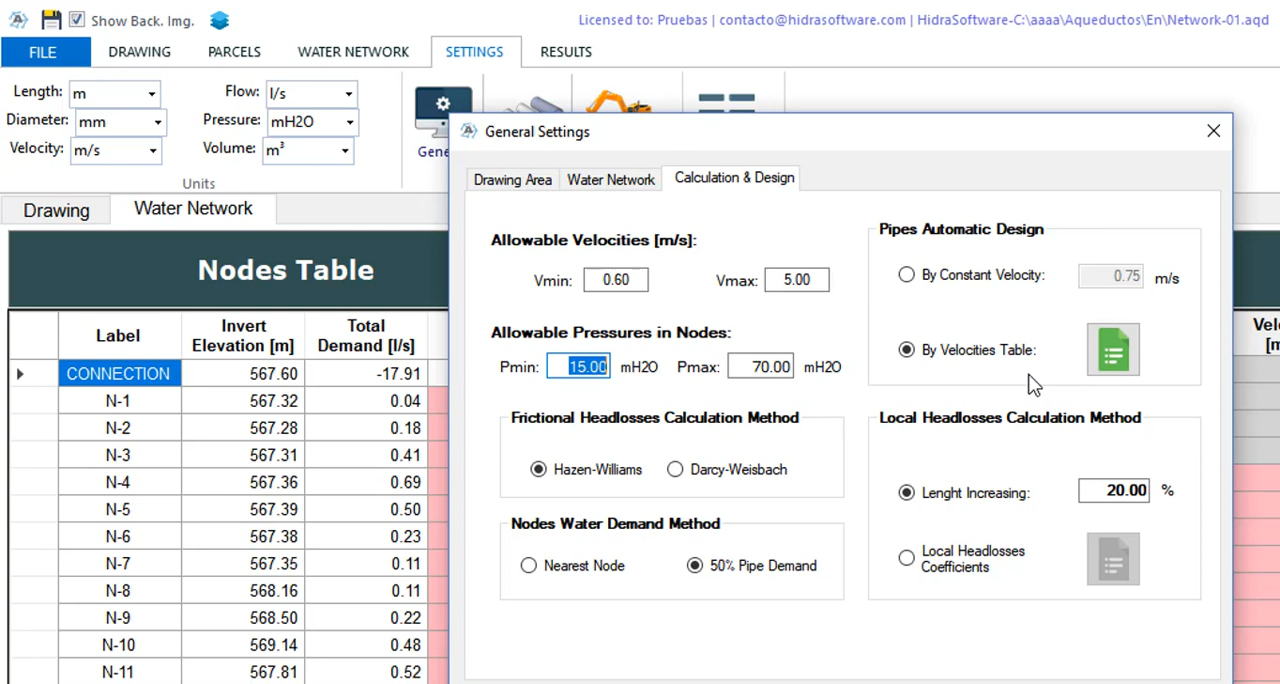 Show Back. Img.
Licensed to: Pruebas | contacto@hidrasoftware.com | HidraSoftware-C:\aaaa\Aqueductos\En\Network-01.aqd
FILE DRAWING PARCELS WATER NETWORK SETTINGS RESULTS
Length: m Flow: l/s
Diameter: mm Pressure: mH2O
Velocity: m/s Volume: m³
Units
Gene
General Settings
Drawing Area Water Network Calculation & Design
Drawing Water Network
Allowable Velocities [m/s]:
Vmin: 0.60 Vmax: 5.00
Allowable Pressures in Nodes:
Pmin: 15.00 mH2O Pmax: 70.00 mH2O
Frictional Headlosses Calculation Method
Hazen-Williams Darcy-Weisbach
Nodes Water Demand Method
Nearest Node 50% Pipe Demand
Pipes Automatic Design
By Constant Velocity: 0.75 m/s
By Velocities Table:
Local Headlosses Calculation Method
Lenght Increasing: 20.00 %
Local Headlosses
Coefficients
Nodes Table
Label Invert Elevation [m] Total Demand [l/s]
CONNECTION 567.60 -17.91
N-1 567.32 0.04
N-2 567.28 0.18
N-3 567.31 0.41
N-4 567.36 0.69
N-5 567.39 0.50
N-6 567.38 0.23
N-7 567.35 0.11
N-8 568.16 0.11
N-9 568.50 0.22
N-10 569.14 0.48
N-11 567.81 0.52
Velo
[m